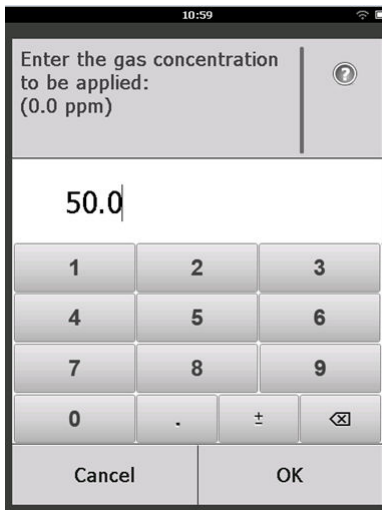 10:59
Enter the gas concentration
to be applied:
(0.0 ppm)
?
50.0
1 2 3
4 5 6
7 8 9
0 . ±
Cancel OK